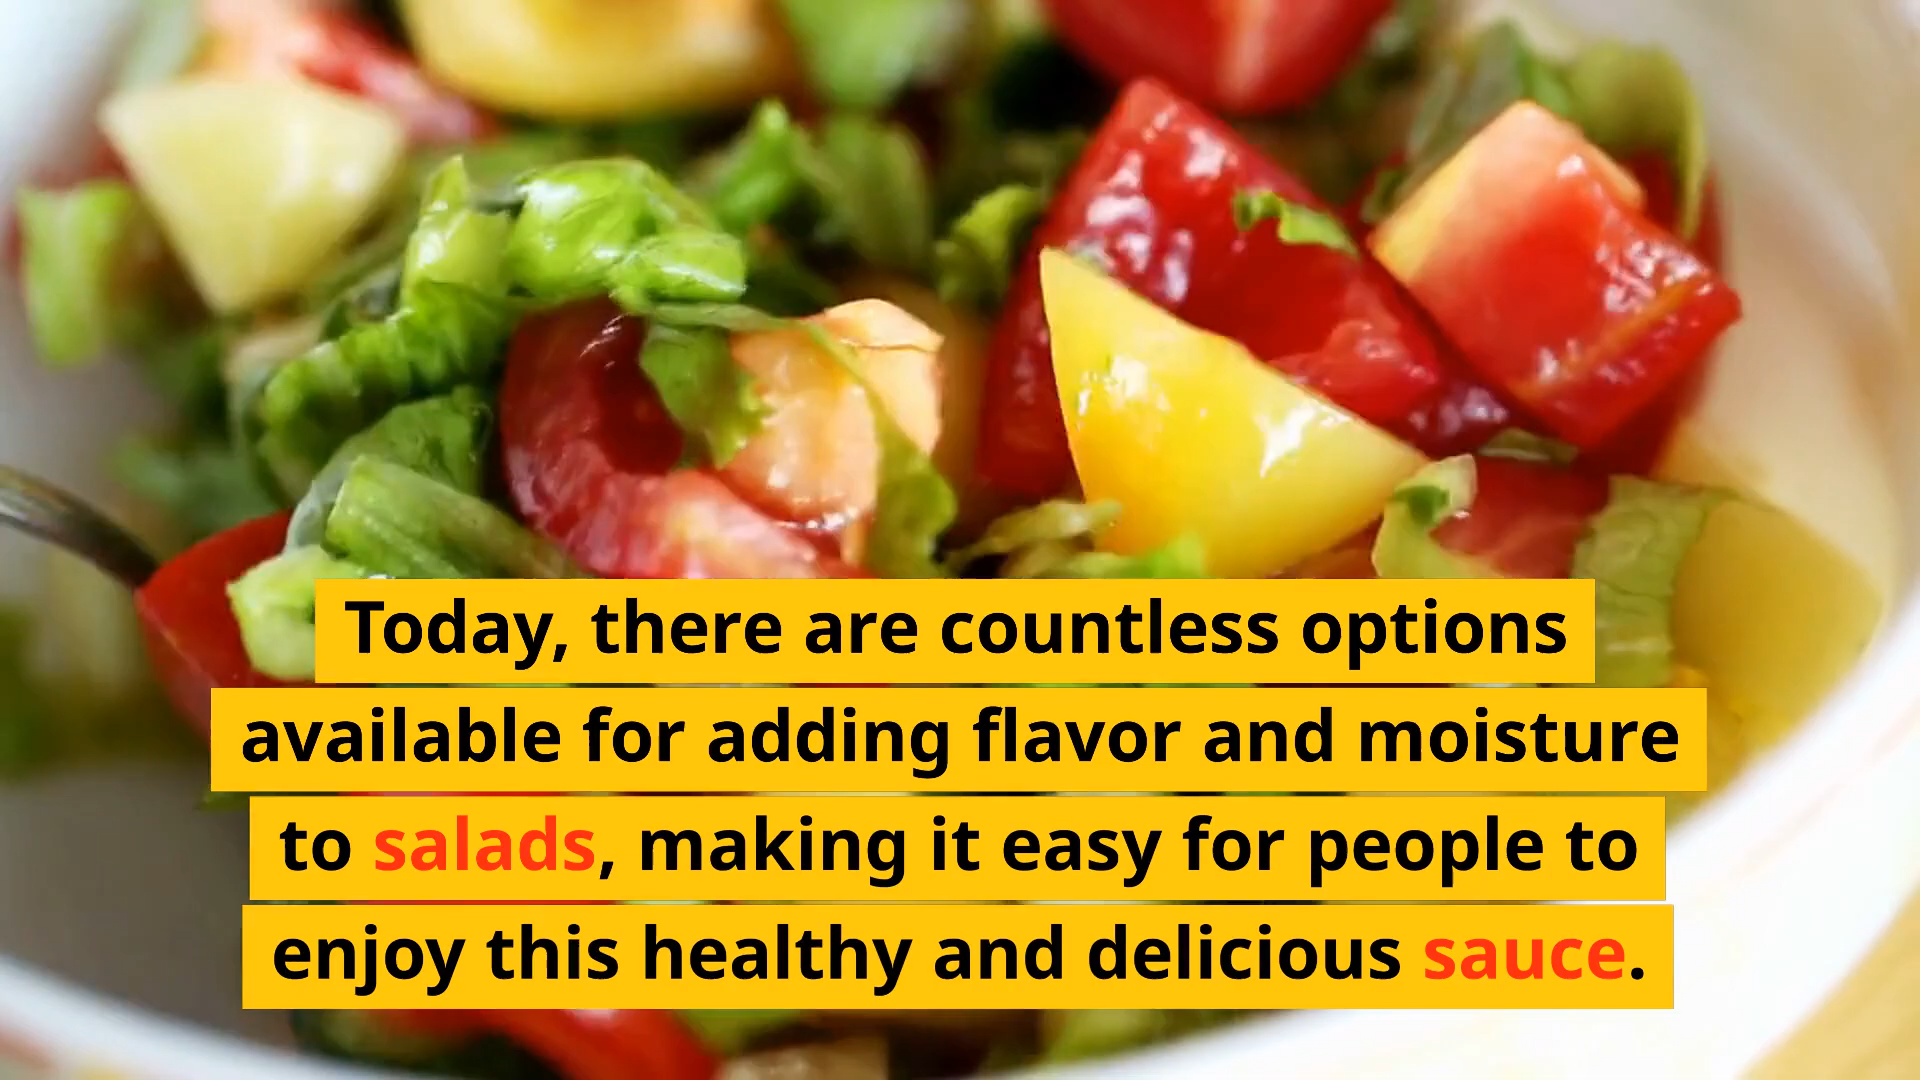 Today, there are countless options
available for adding flavor and moisture
to salads, making it easy for people to
enjoy this healthy and delicious sauce.